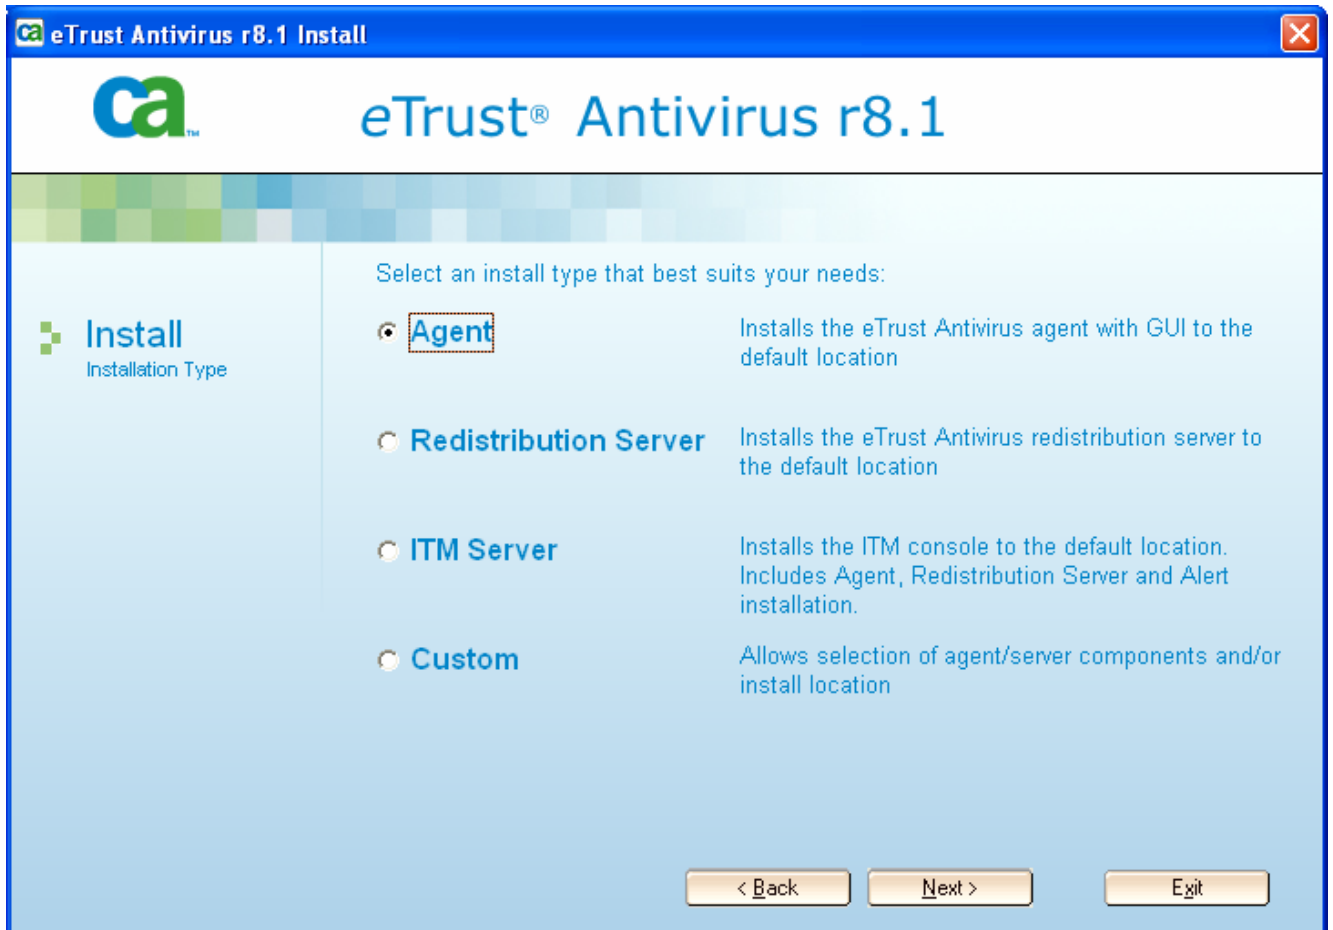 ca eTrust Antivirus r8.1 Install
ca™
eTrust® Antivirus r8.1
Select an install type that best suits your needs:
Install
Installation Type
Agent
Installs the eTrust Antivirus agent with GUI to the
default location
Redistribution Server
Installs the eTrust Antivirus redistribution server to
the default location
ITM Server
Installs the ITM console to the default location.
Includes Agent, Redistribution Server and Alert
installation.
Custom
Allows selection of agent/server components and/or
install location
< Back
Next >
Exit